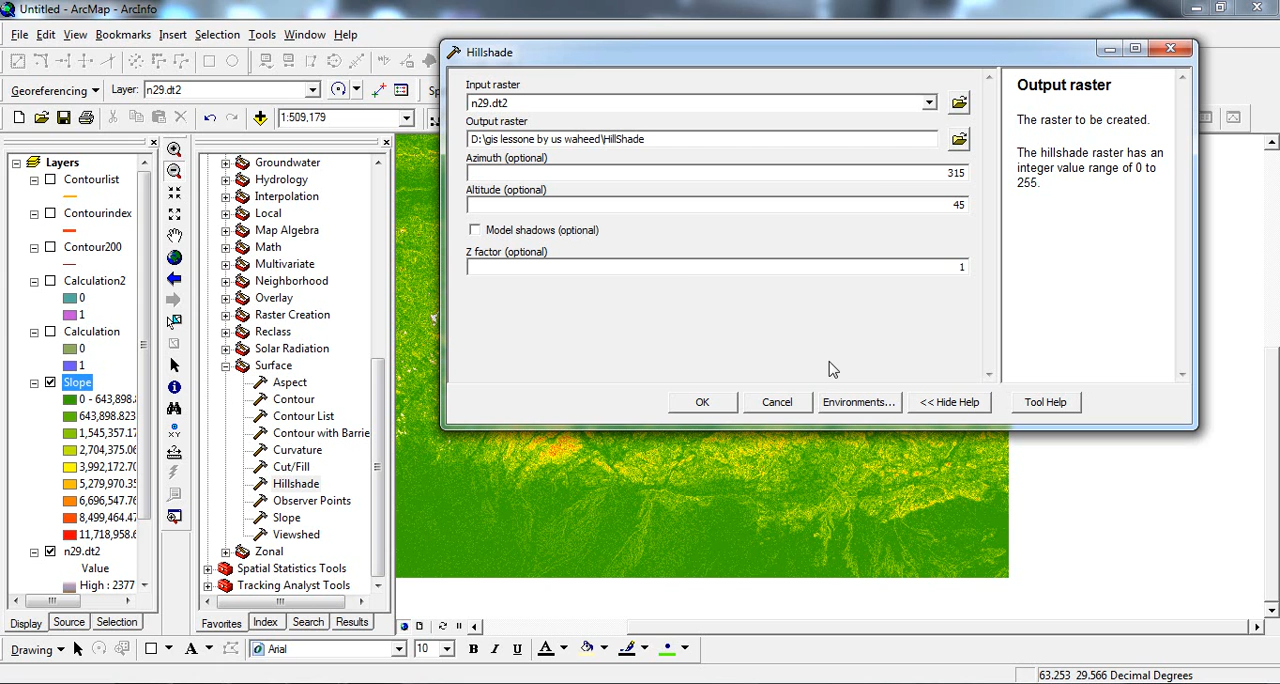 Untitled - ArcMap - ArcInfo
File Edit View Bookmarks Insert Selection Tools Window Help
Georeferencing Layer: n29.dt2
1:509,179
Layers
Contourlist
Contourindex
Contour200
Calculation2
0
1
Calculation
0
1
Slope
0 - 643,898.
643,898.823
1,545,357.17
2,704,375.06
3,992,172.70
5,279,970.35
6,696,547.76
8,499,464.47
11,718,958.6
n29.dt2
Value
High : 2377
Display Source Selection
Groundwater
Hydrology
Interpolation
Local
Map Algebra
Math
Multivariate
Neighborhood
Overlay
Raster Creation
Reclass
Solar Radiation
Surface
Aspect
Contour
Contour List
Contour with Barrie
Curvature
Cut/Fill
Hillshade
Observer Points
Slope
Viewshed
Zonal
Spatial Statistics Tools
Tracking Analyst Tools
Favorites Index Search Results
Hillshade
Input raster
n29.dt2
Output raster
D:\gis lessone by us waheed\HillShade
Azimuth (optional)
315
Altitude (optional)
45
Model shadows (optional)
Z factor (optional)
1
OK Cancel Environments... << Hide Help Tool Help
Output raster
The raster to be created.
The hillshade raster has an
integer value range of 0 to
255.
Drawing A Arial 10 B I U A
63.253 29.566 Decimal Degrees